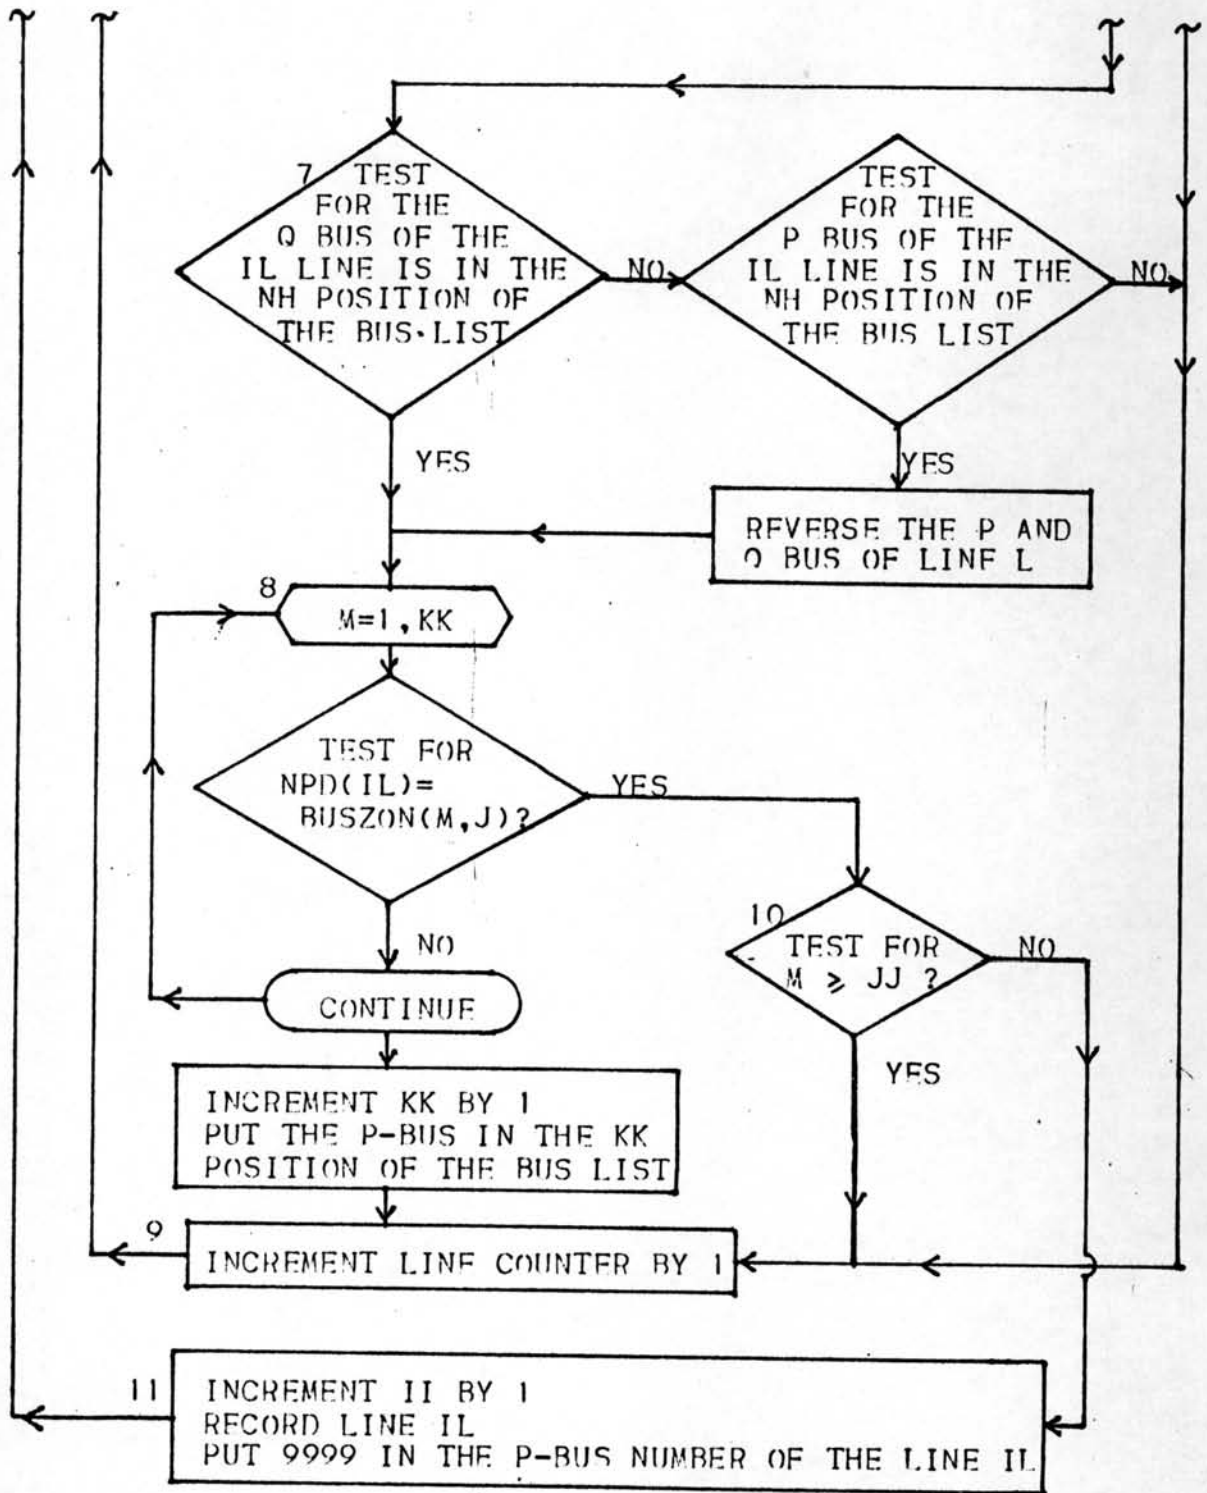 7 TEST
FOR THE
Q BUS OF THE
IL LINE IS IN THE
NH POSITION OF
THE BUS LIST
NO
TEST
FOR THE
P BUS OF THE
IL LINE IS IN THE
NH POSITION OF
THE BUS LIST
NO
YES
YES
REVERSE THE P AND
Q BUS OF LINE L
8
M=1,KK
TEST FOR
NPD(IL)=
BUSZON(M,J)?
YES
NO
10
TEST FOR
M ⩾ JJ ?
NO
YES
CONTINUE
INCREMENT KK BY 1
PUT THE P-BUS IN THE KK
POSITION OF THE BUS LIST
9
INCREMENT LINE COUNTER BY 1
11
INCREMENT II BY 1
RECORD LINE IL
PUT 9999 IN THE P-BUS NUMBER OF THE LINE IL